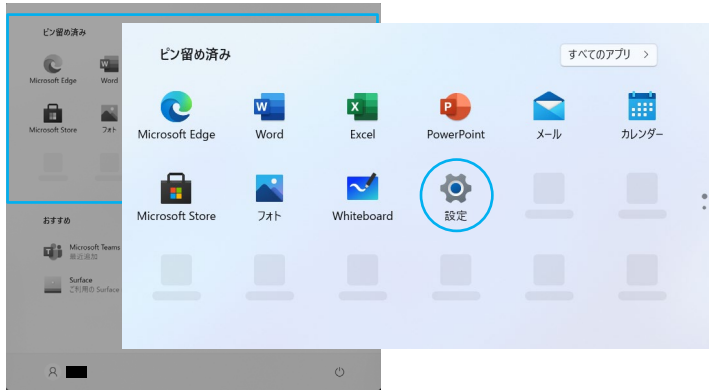 ピン留め済み
Microsoft Edge
Word
Microsoft Store
フォト
おすすめ
Microsoft Teams
最近追加
Surface
ご利用の Surface
ピン留め済み
すべてのアプリ
Microsoft Edge
Word
Excel
PowerPoint
メール
カレンダー
Microsoft Store
フォト
Whiteboard
設定